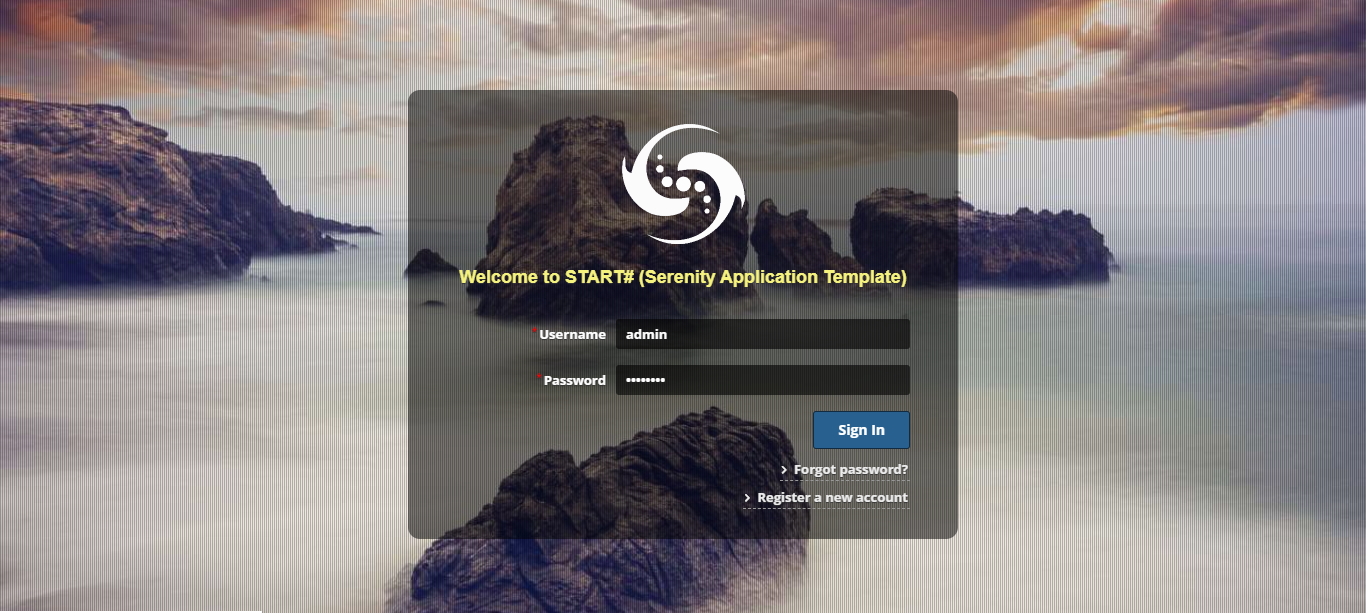 Welcome to START# (Serenity Application Template)
*Username admin
*Password ••••••••
Sign In
Forgot password?
Register a new account